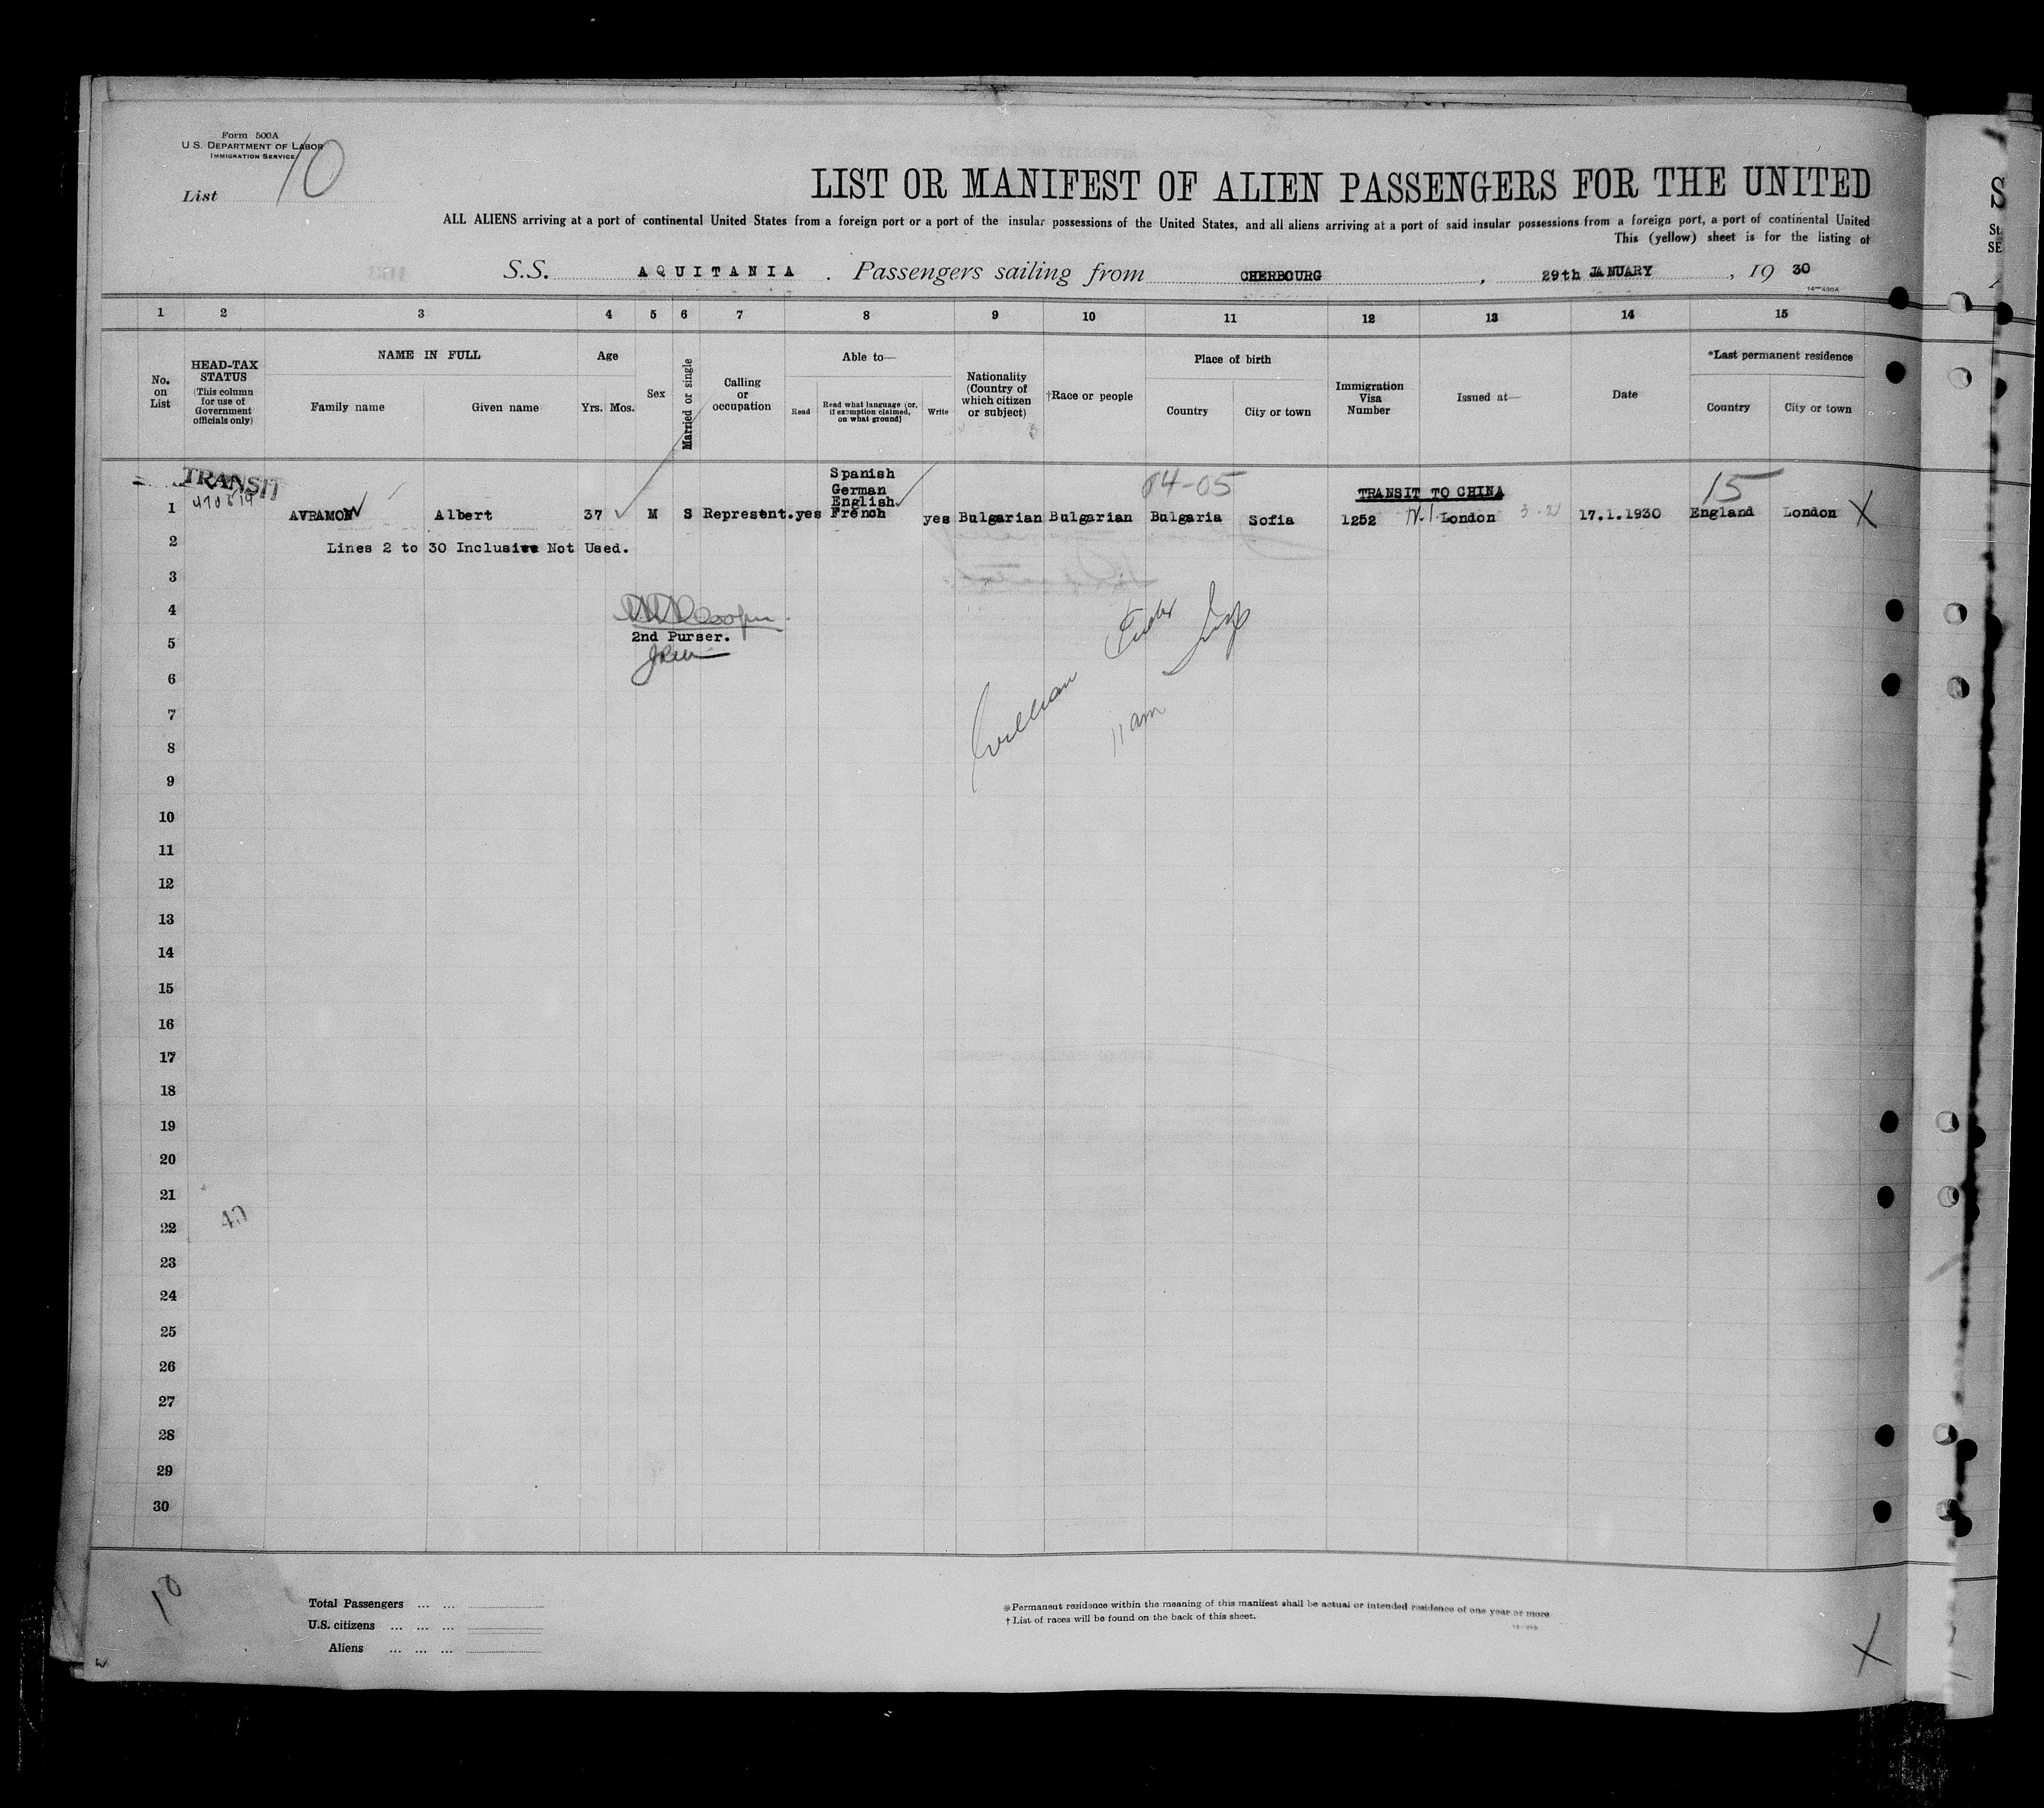 Form 500A
U.S. DEPARTMENT OF LABOR
IMMIGRATION SERVICE
List 10
LIST OR MANIFEST OF ALIEN PASSENGERS FOR THE UNITED
ALL ALIENS arriving at a port of continental United States from a foreign port or a port of the insular possessions of the United States, and all aliens arriving at a port of said insular possessions from a foreign port, a port of continental United
This (yellow) sheet is for the listing of
S.S. AQUITANIA. Passengers sailing from CHERBOURG, 29th JANUARY, 19 30
1 2 3 4 5 6 7 8 9 10 11 12 13 14 15
No. on List
HEAD-TAX STATUS
(This column for use of Government officials only)
NAME IN FULL
Family name Given name
Age
Yrs. Mos.
Sex
Married or single
Calling or occupation
Able to—
Read
Read what language (or, if exemption claimed, on what ground)
Write
Nationality (Country of which citizen or subject)
†Race or people
Place of birth
Country City or town
Immigration Visa Number
Issued at—
Date
*Last permanent residence
Country City or town
TRANSIT
Spanish
German
English
04-05
TRANSIT TO CHINA
15
1 Albert 37 M S Represent. yes French yes Bulgarian Bulgarian Bulgaria Sofia 1252 London 17.1.1930 England London X
2 Lines 2 to 30 Inclusive Not Used.
3
4
2nd Purser.
5
6
William
11 am
7
8
9
10
11
12
13
14
15
16
17
18
19
20
21
22
23
24
25
26
27
28
29
30
10
Total Passengers ... ...
U.S. citizens ... ... ...
Aliens ... ... ...
*Permanent residence within the meaning of this manifest shall be actual or intended residence of one year or more
†List of races will be found on the back of this sheet.
X